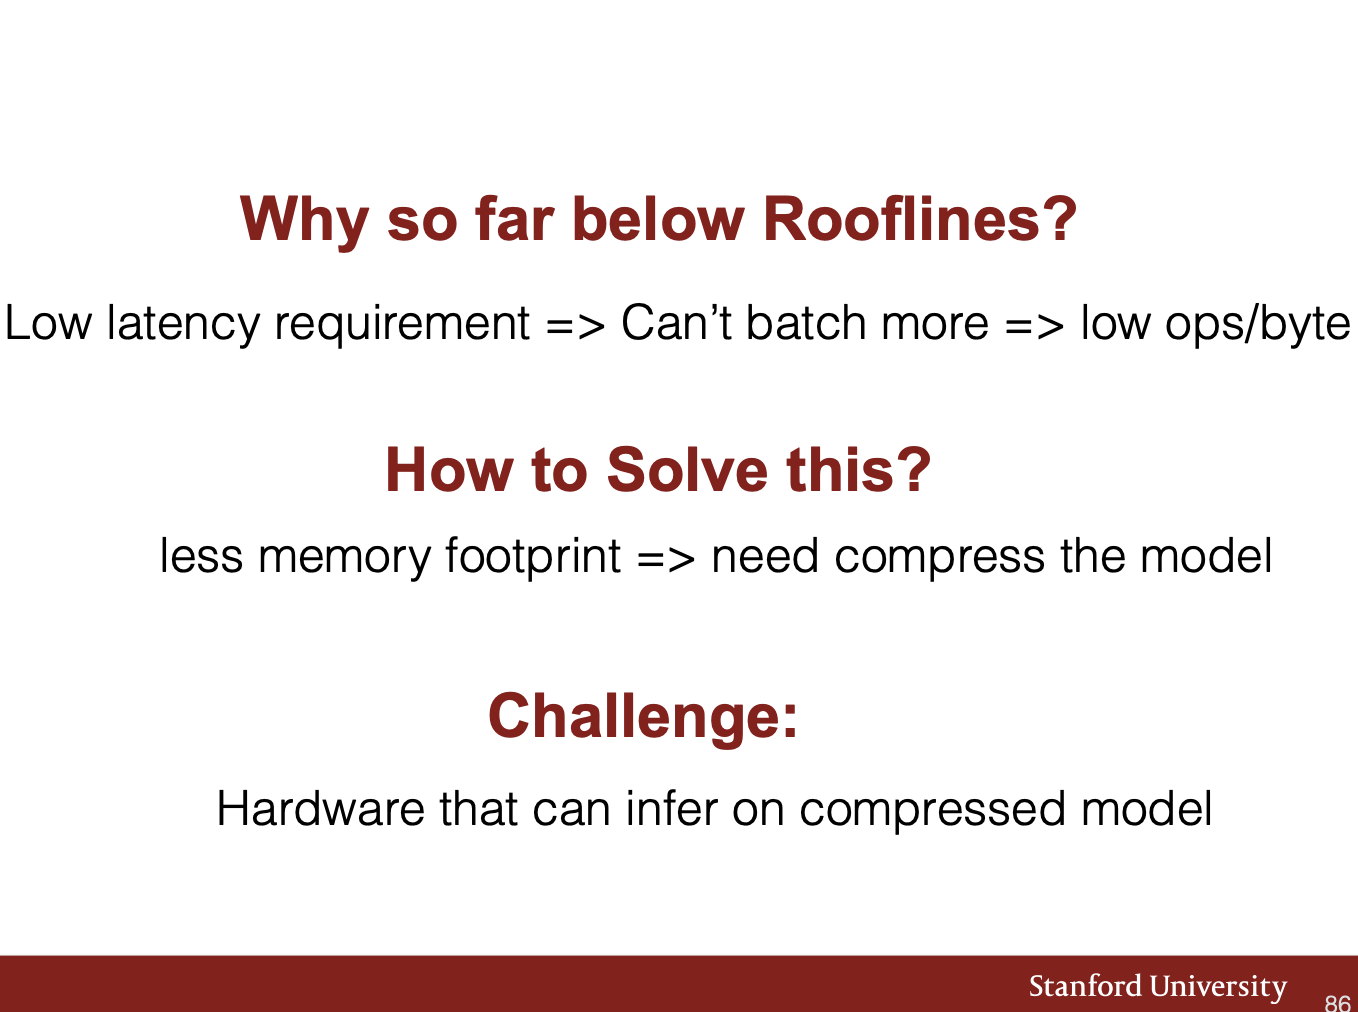 Why so far below Rooflines?
Low latency requirement => Can’t batch more => low ops/byte
How to Solve this?
less memory footprint => need compress the model
Challenge:
Hardware that can infer on compressed model
Stanford University
86